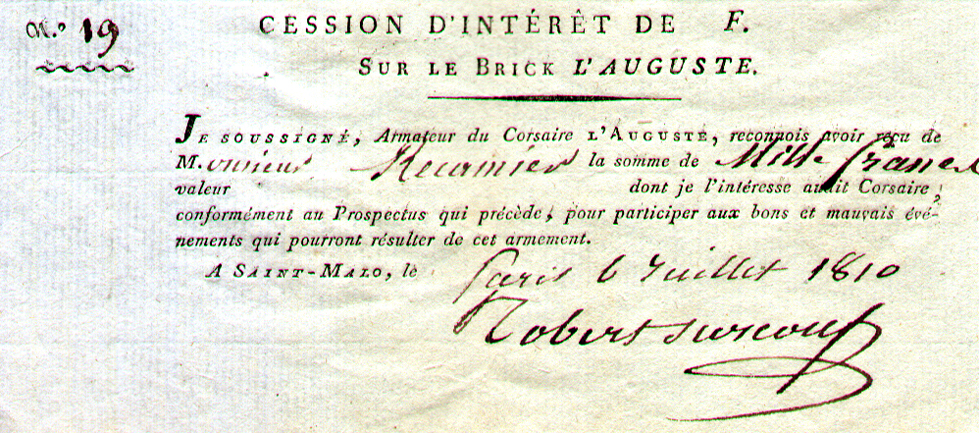 N.º 19
CESSION D'INTÉRÊT DE F.
SUR LE BRICK L'AUGUSTE.
JE SOUSSIGNÉ, Armateur du Corsaire L'AUGUSTE, reconnois avoir reçu de
M.onsieur Recamier la somme de Mille francs
valeur dont je l'intéresse audit Corsaire,
conformément au Prospectus qui précède, pour participer aux bons et mauvais évé-
nements qui pourront résulter de cet armement.
A SAINT-MALO, le Paris 6 Juillet 1810
Robert Surcouf